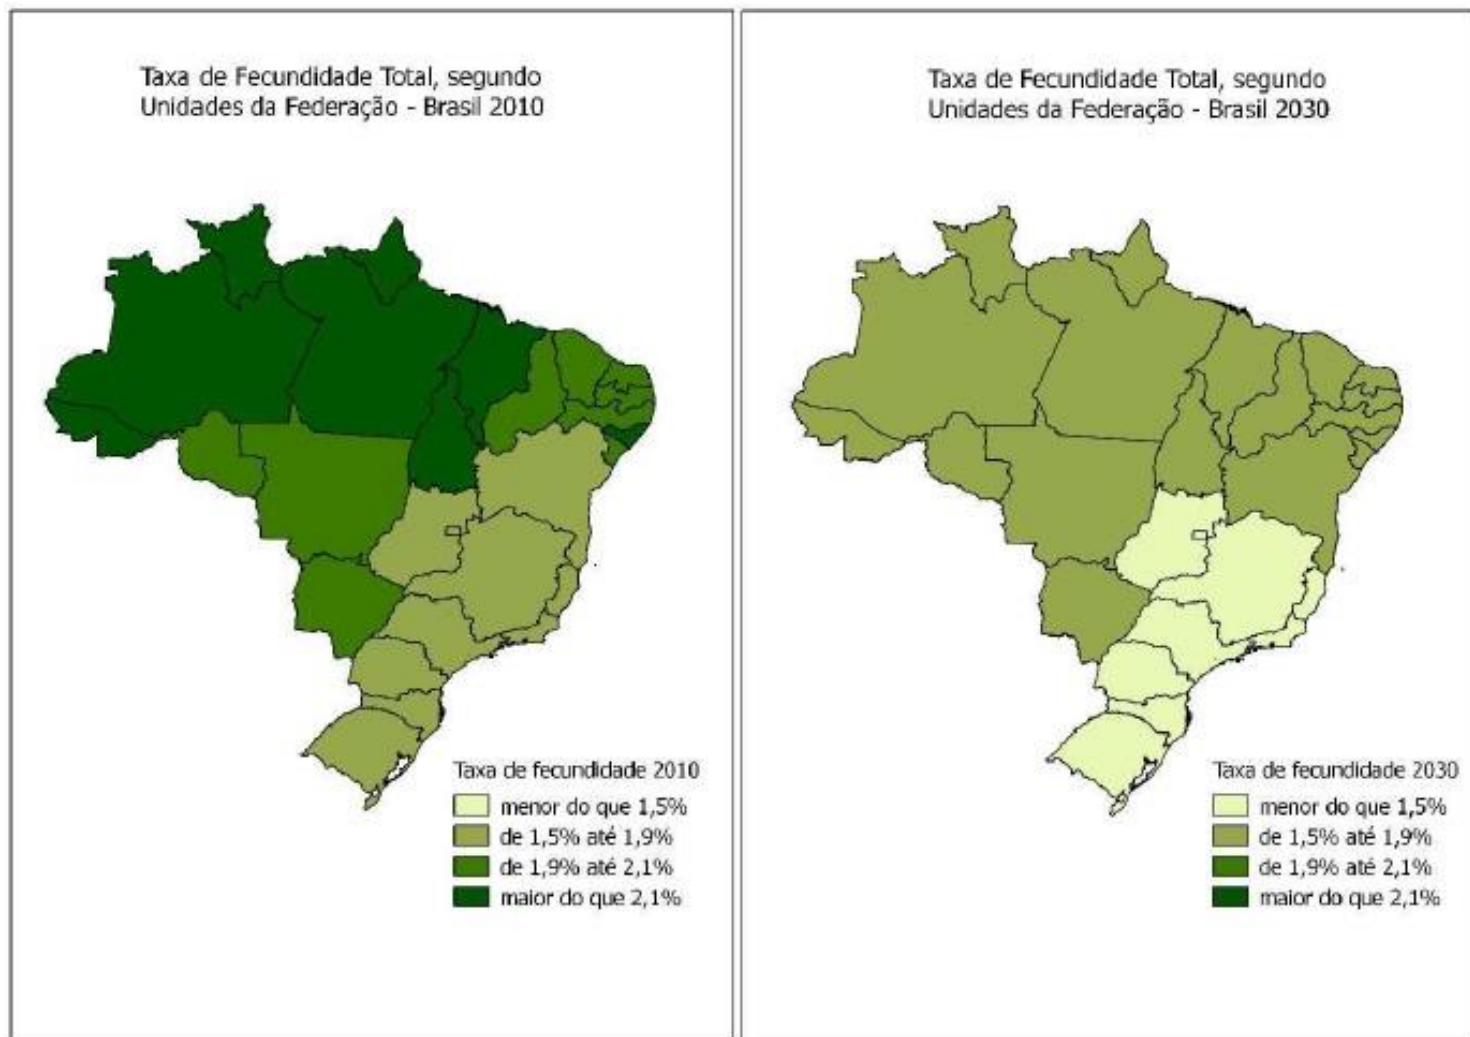 Taxa de Fecundidade Total, segundo
Unidades da Federação - Brasil 2010
Taxa de fecundidade 2010
menor do que 1,5%
de 1,5% até 1,9%
de 1,9% até 2,1%
maior do que 2,1%
Taxa de Fecundidade Total, segundo
Unidades da Federação - Brasil 2030
Taxa de fecundidade 2030
menor do que 1,5%
de 1,5% até 1,9%
de 1,9% até 2,1%
maior do que 2,1%